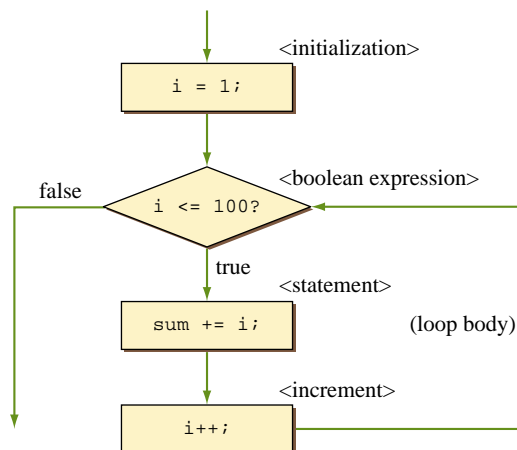 <initialization>
i = 1;
<boolean expression>
false
i <= 100?
true
<statement>
sum += i;
(loop body)
<increment>
i++;